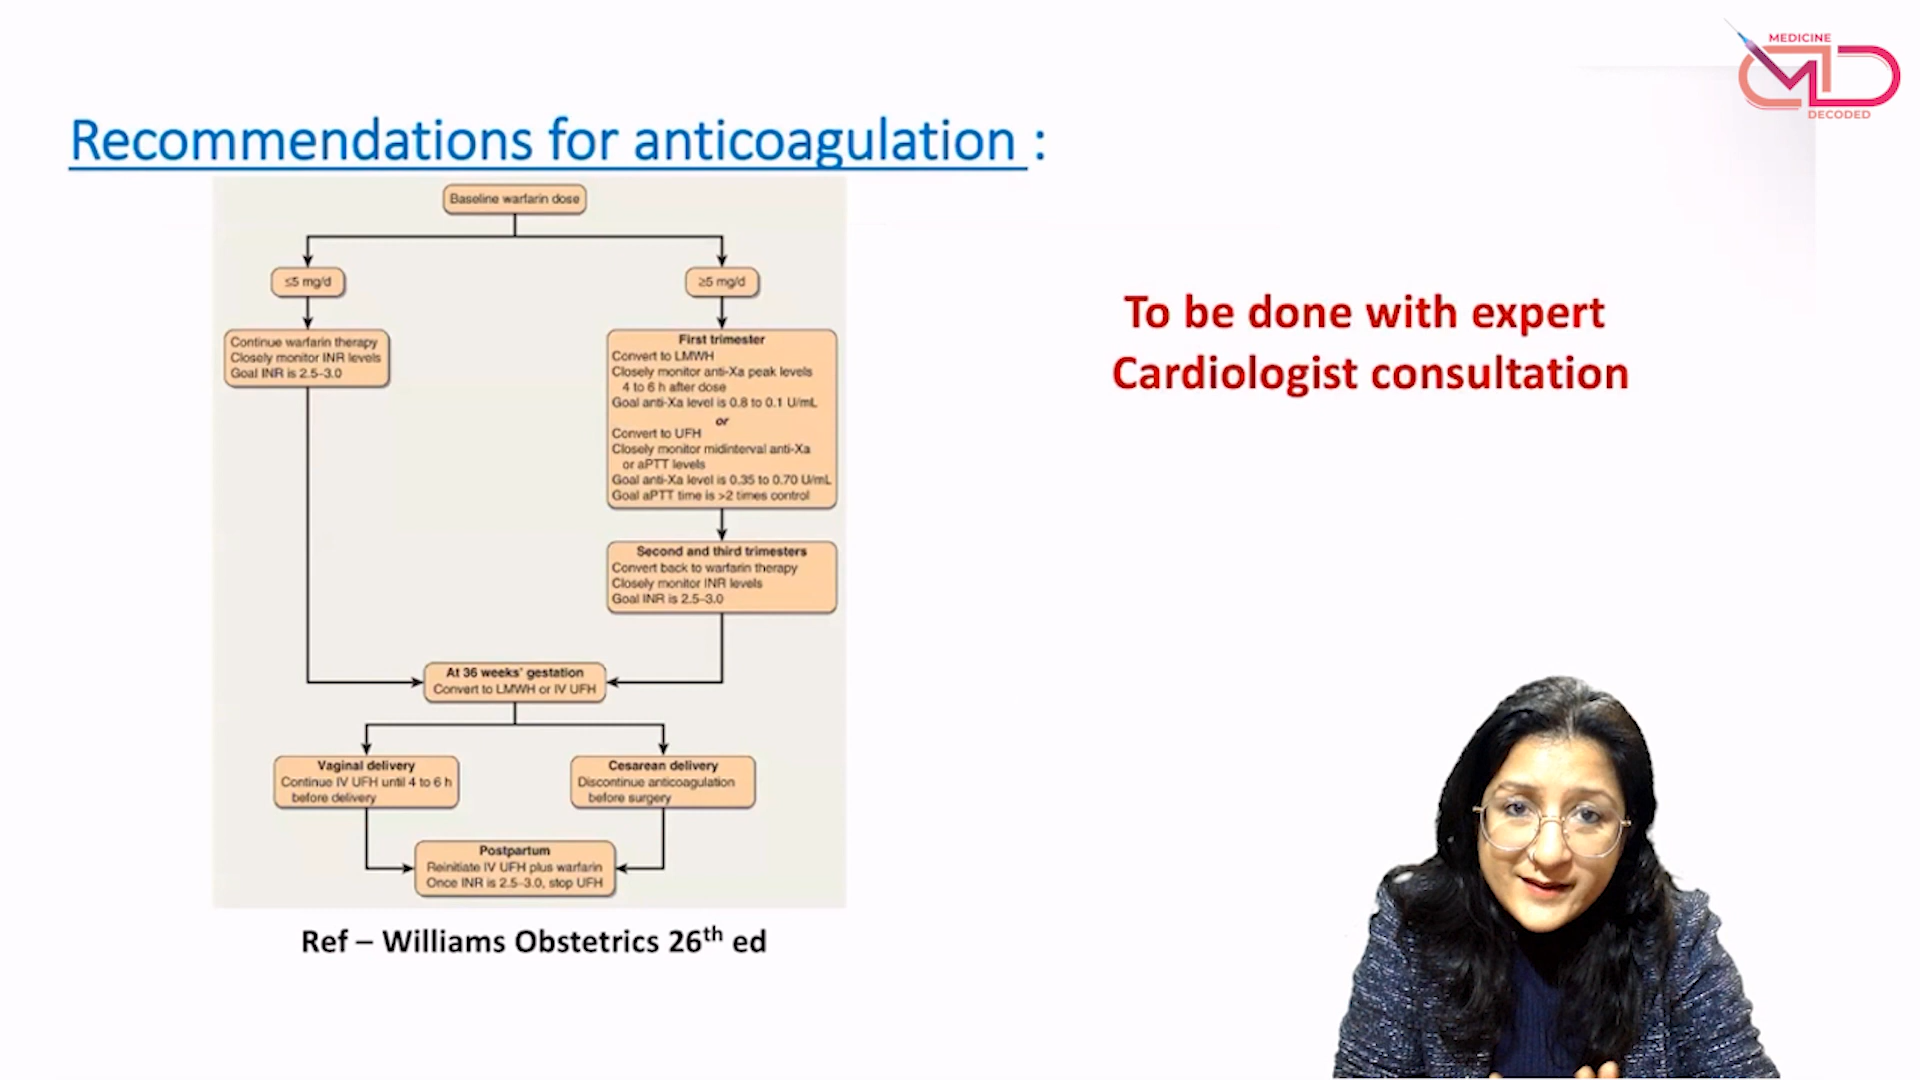 MEDICINE
MD
DECODED
Recommendations for anticoagulation :
Baseline warfarin dose
≤5 mg/d
≥5 mg/d
Continue warfarin therapy
Closely monitor INR levels
Goal INR is 2.5–3.0
First trimester
Convert to LMWH
Closely monitor anti-Xa peak levels
4 to 6 h after dose
Goal anti-Xa level is 0.8 to 0.1 U/mL
or
Convert to UFH
Closely monitor midinterval anti-Xa
or aPTT levels
Goal anti-Xa level is 0.35 to 0.70 U/mL
Goal aPTT time is >2 times control
Second and third trimesters
Convert back to warfarin therapy
Closely monitor INR levels
Goal INR is 2.5–3.0
At 36 weeks' gestation
Convert to LMWH or IV UFH
Vaginal delivery
Continue IV UFH until 4 to 6 h
before delivery
Cesarean delivery
Discontinue anticoagulation
before surgery
Postpartum
Reinitiate IV UFH plus warfarin
Once INR is 2.5–3.0, stop UFH
Ref – Williams Obstetrics 26th ed
To be done with expert
Cardiologist consultation